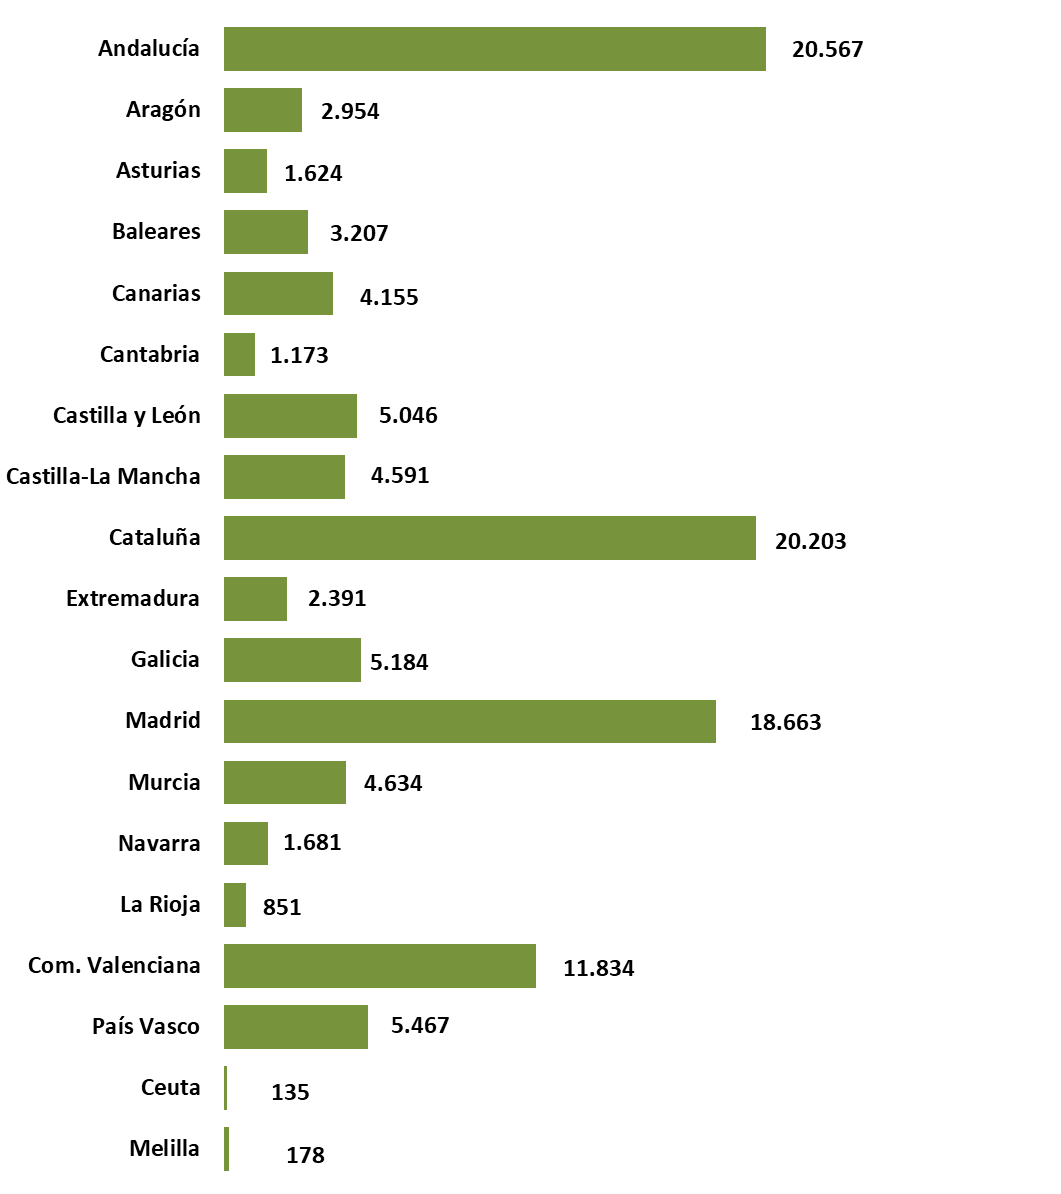 Andalucía 20.567
Aragón 2.954
Asturias 1.624
Baleares 3.207
Canarias 4.155
Cantabria 1.173
Castilla y León 5.046
Castilla-La Mancha 4.591
Cataluña 20.203
Extremadura 2.391
Galicia 5.184
Madrid 18.663
Murcia 4.634
Navarra 1.681
La Rioja 851
Com. Valenciana 11.834
País Vasco 5.467
Ceuta 135
Melilla 178